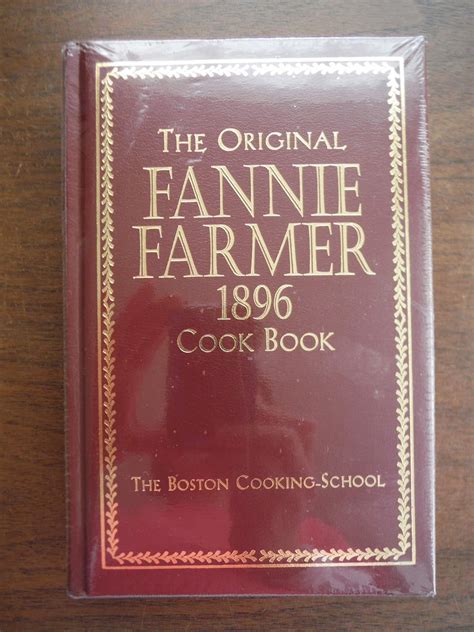 THE ORIGINAL
FANNIE
FARMER
1896
COOK BOOK
THE BOSTON COOKING-SCHOOL